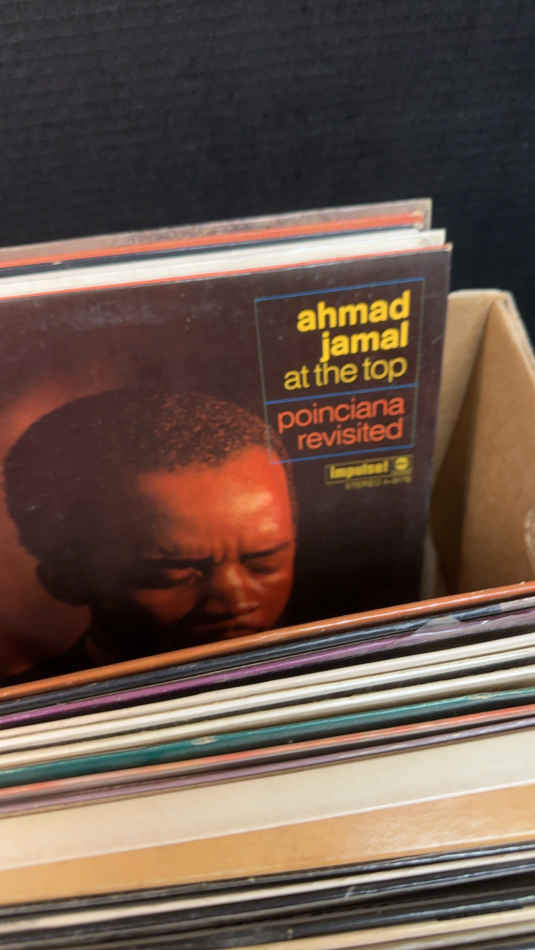 ahmad
jamal
at the top
poinciana
revisited
Impulse!